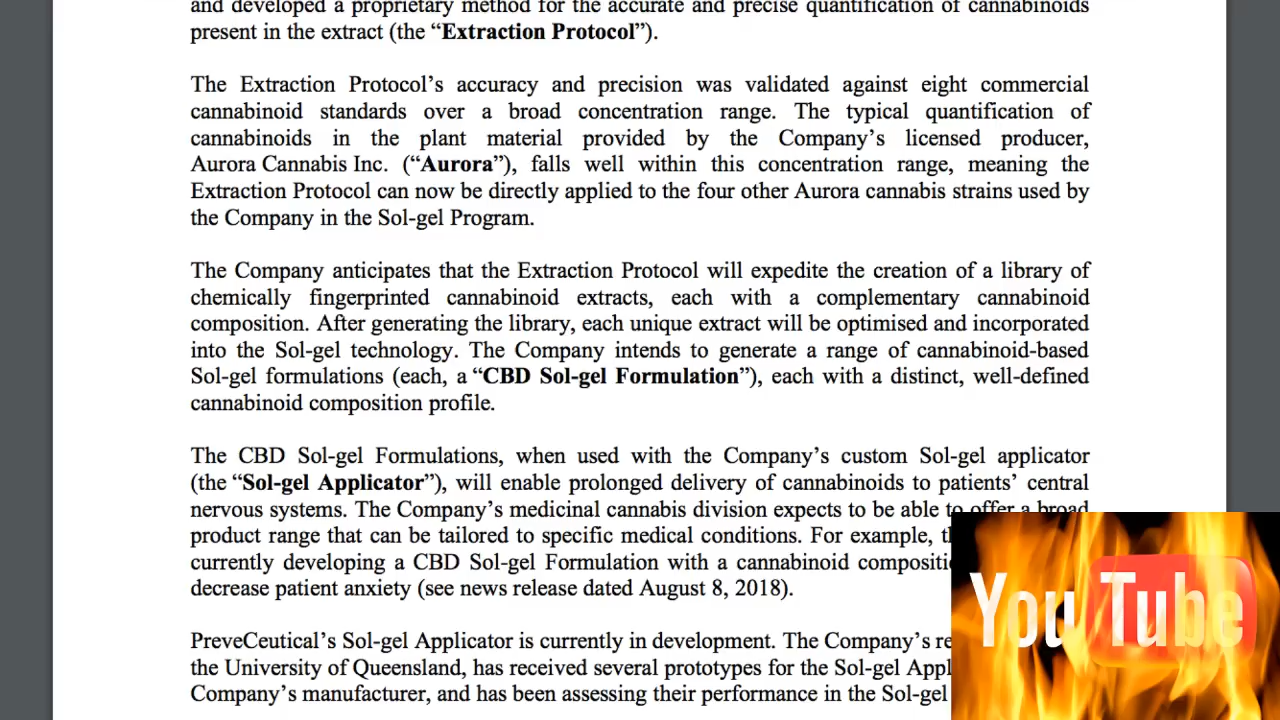 and developed a proprietary method for the accurate and precise quantification of cannabinoids
present in the extract (the “Extraction Protocol”).
The Extraction Protocol’s accuracy and precision was validated against eight commercial
cannabinoid standards over a broad concentration range. The typical quantification of
cannabinoids in the plant material provided by the Company’s licensed producer,
Aurora Cannabis Inc. (“Aurora”), falls well within this concentration range, meaning the
Extraction Protocol can now be directly applied to the four other Aurora cannabis strains used by
the Company in the Sol-gel Program.
The Company anticipates that the Extraction Protocol will expedite the creation of a library of
chemically fingerprinted cannabinoid extracts, each with a complementary cannabinoid
composition. After generating the library, each unique extract will be optimised and incorporated
into the Sol-gel technology. The Company intends to generate a range of cannabinoid-based
Sol-gel formulations (each, a “CBD Sol-gel Formulation”), each with a distinct, well-defined
cannabinoid composition profile.
The CBD Sol-gel Formulations, when used with the Company’s custom Sol-gel applicator
(the “Sol-gel Applicator”), will enable prolonged delivery of cannabinoids to patients’ central
nervous systems. The Company’s medicinal cannabis division expects to be able to offer a broad
product range that can be tailored to specific medical conditions. For example,
currently developing a CBD Sol-gel Formulation with a cannabinoid
decrease patient anxiety (see news release dated August 8, 2018).
PreveCeutical’s Sol-gel Applicator is currently in development. The Company’s
the University of Queensland, has received several prototypes for the Sol-gel
Company’s manufacturer, and has been assessing their performance in the Sol-gel
YouTube